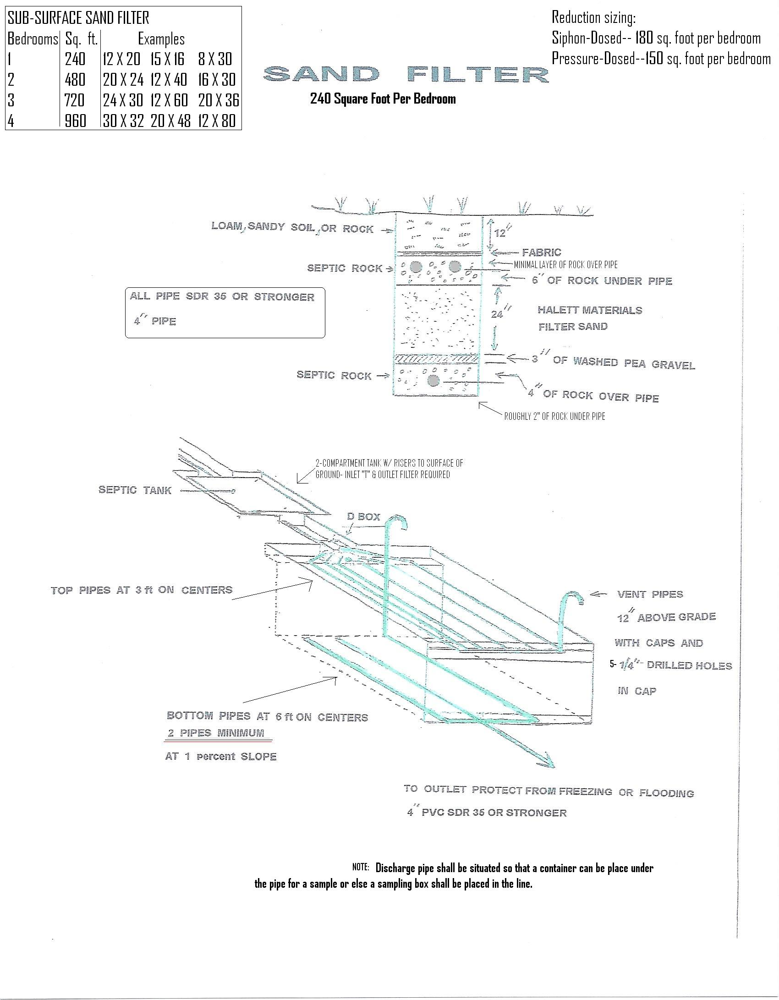 SUB-SURFACE SAND FILTER
Bedrooms Sq. ft. Examples
1 240 12 X 20 15 X 16 8 X 30
2 480 20 X 24 12 X 40 16 X 30
3 720 24 X 30 12 X 60 20 X 36
4 960 30 X 32 20 X 48 12 X 80
Reduction sizing:
Siphon-Dosed-- 180 sq. foot per bedroom
Pressure-Dosed--150 sq. foot per bedroom
SAND FILTER
240 Square Foot Per Bedroom
LOAM, SANDY SOIL, OR ROCK
12"
FABRIC
MINIMAL LAYER OF ROCK OVER PIPE
SEPTIC ROCK
6" OF ROCK UNDER PIPE
ALL PIPE SDR 35 OR STRONGER
4" PIPE
24"
HALETT MATERIALS
FILTER SAND
3" OF WASHED PEA GRAVEL
SEPTIC ROCK
4" OF ROCK OVER PIPE
ROUGHLY 2" OF ROCK UNDER PIPE
2-COMPARTMENT TANK W/ RISERS TO SURFACE OF
GROUND- INLET "T" & OUTLET FILTER REQUIRED
SEPTIC TANK
D BOX
TOP PIPES AT 3 ft ON CENTERS
VENT PIPES
12" ABOVE GRADE
WITH CAPS AND
5- 1/4"- DRILLED HOLES
IN CAP
BOTTOM PIPES AT 6 ft ON CENTERS
2 PIPES MINIMUM
AT 1 percent SLOPE
TO OUTLET PROTECT FROM FREEZING OR FLOODING
4" PVC SDR 35 OR STRONGER
NOTE: Discharge pipe shall be situated so that a container can be place under
the pipe for a sample or else a sampling box shall be placed in the line.